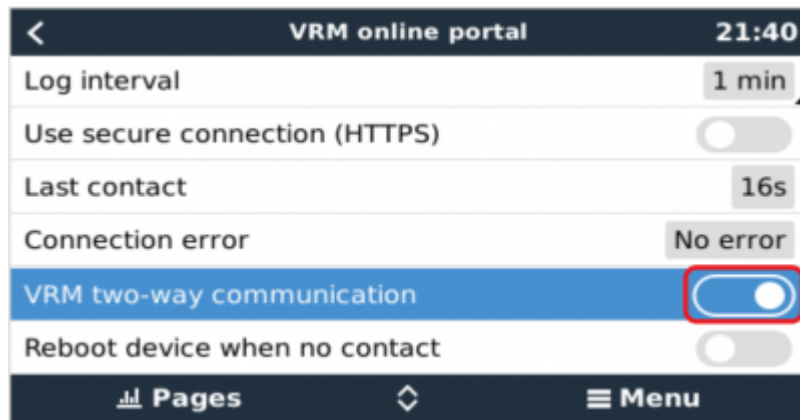 VRM online portal 21:40
Log interval 1 min
Use secure connection (HTTPS)
Last contact 16s
Connection error No error
VRM two-way communication
Reboot device when no contact
Pages Menu